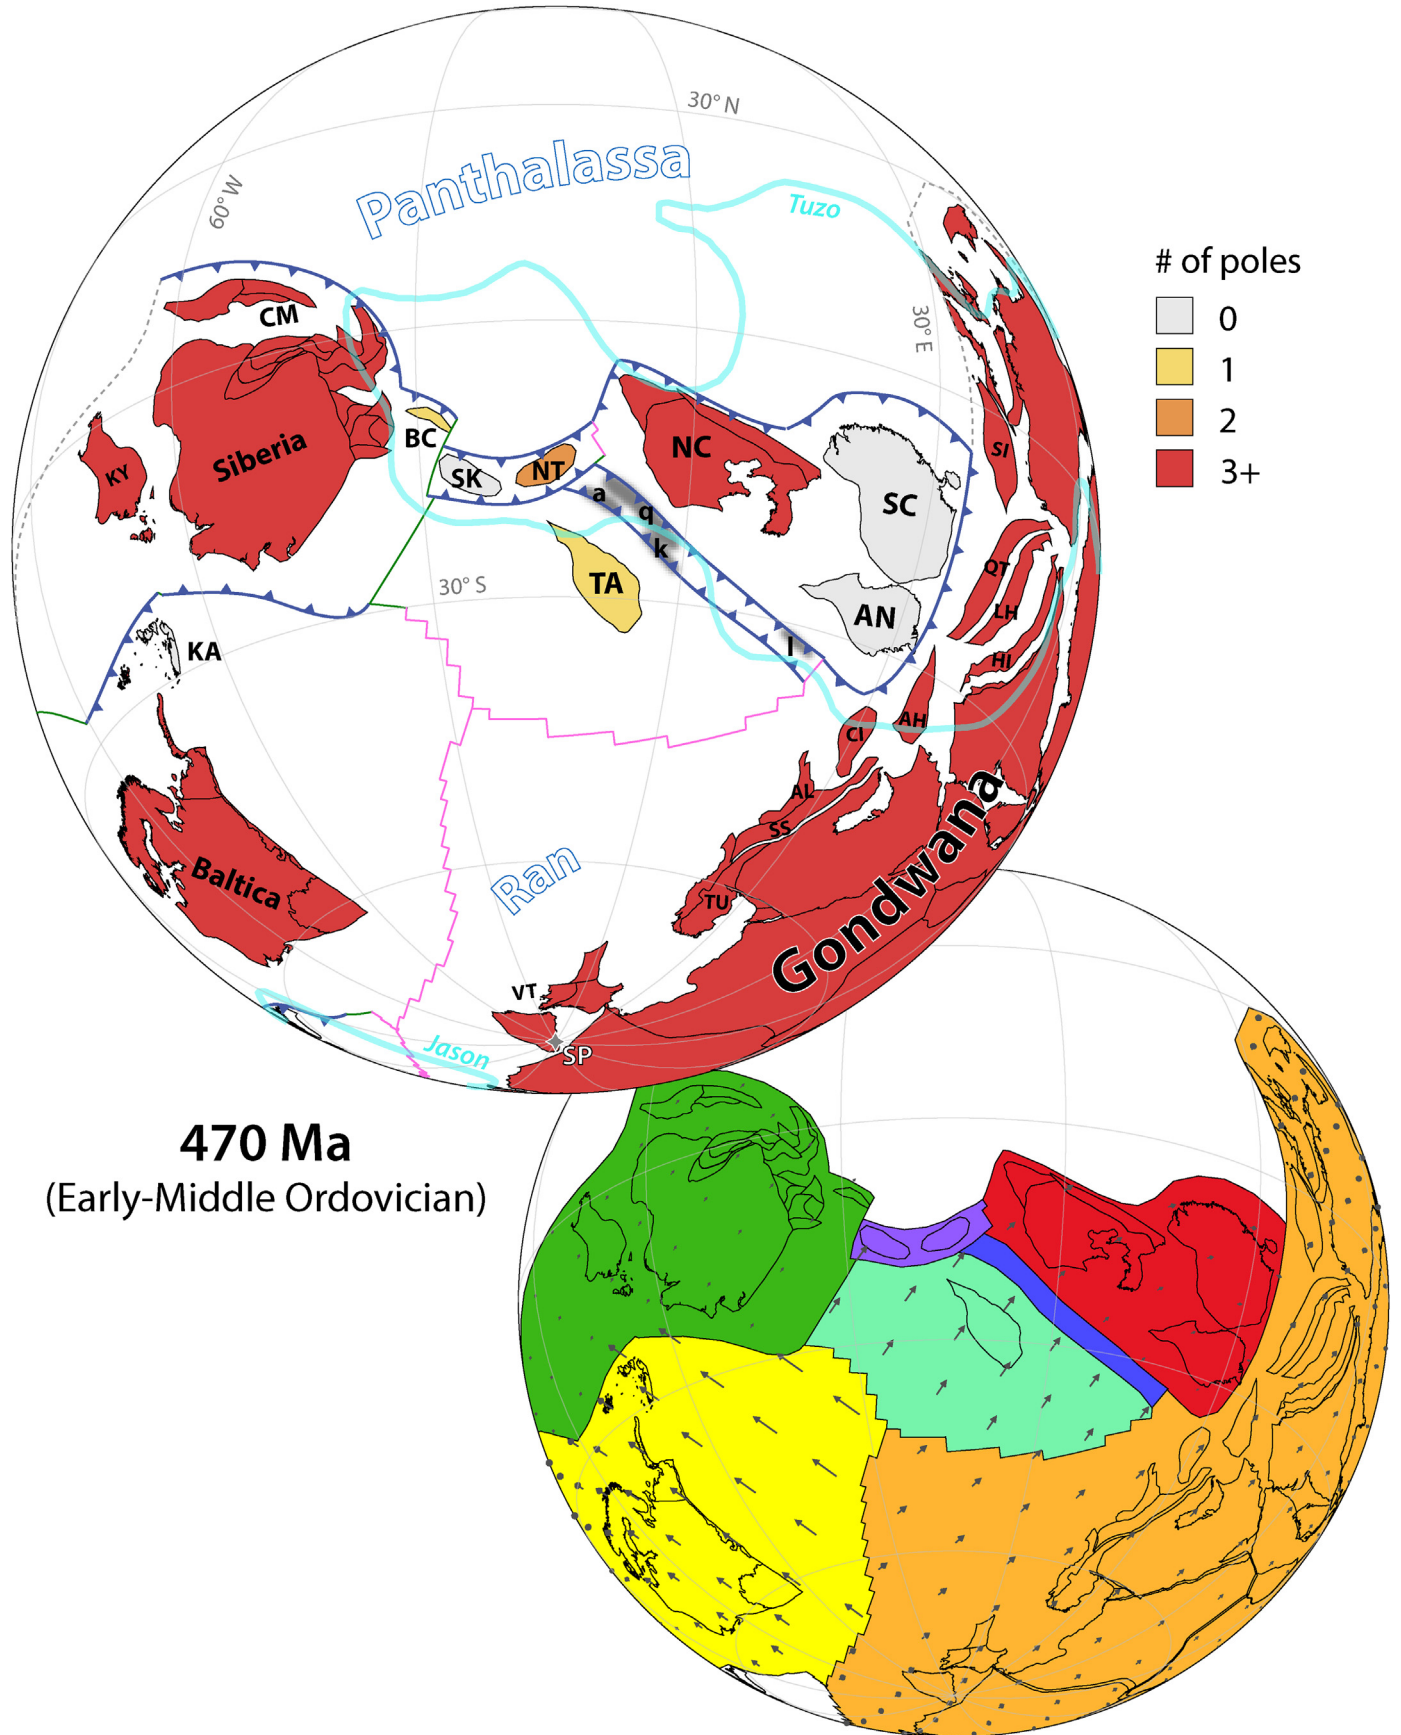 30° N
Panthalassa
60° W
Tuzo
# of poles
0
1
2
3+
30° E
CM
Siberia
KY
BC
SK
NT
NC
SC
SI
a
q
k
TA
30° S
AN
QT
LH
HI
l
KA
CI
AH
AL
SS
TU
Baltica
Ran
Gondwana
VT
SP
Jason
470 Ma
(Early-Middle Ordovician)